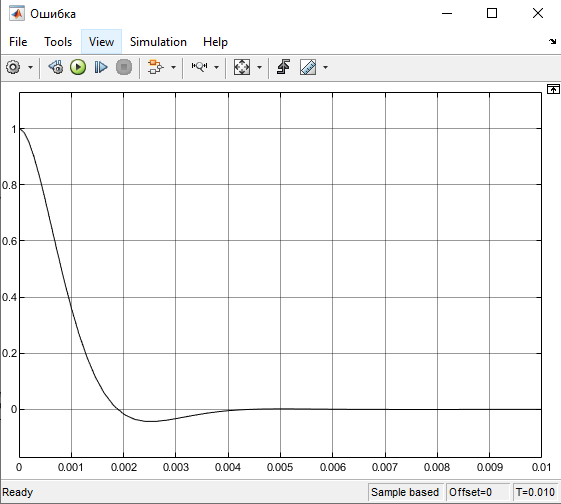 Ошибка
File Tools View Simulation Help
1
0.8
0.6
0.4
0.2
0
0 0.001 0.002 0.003 0.004 0.005 0.006 0.007 0.008 0.009 0.01
Ready Sample based Offset=0 T=0.010